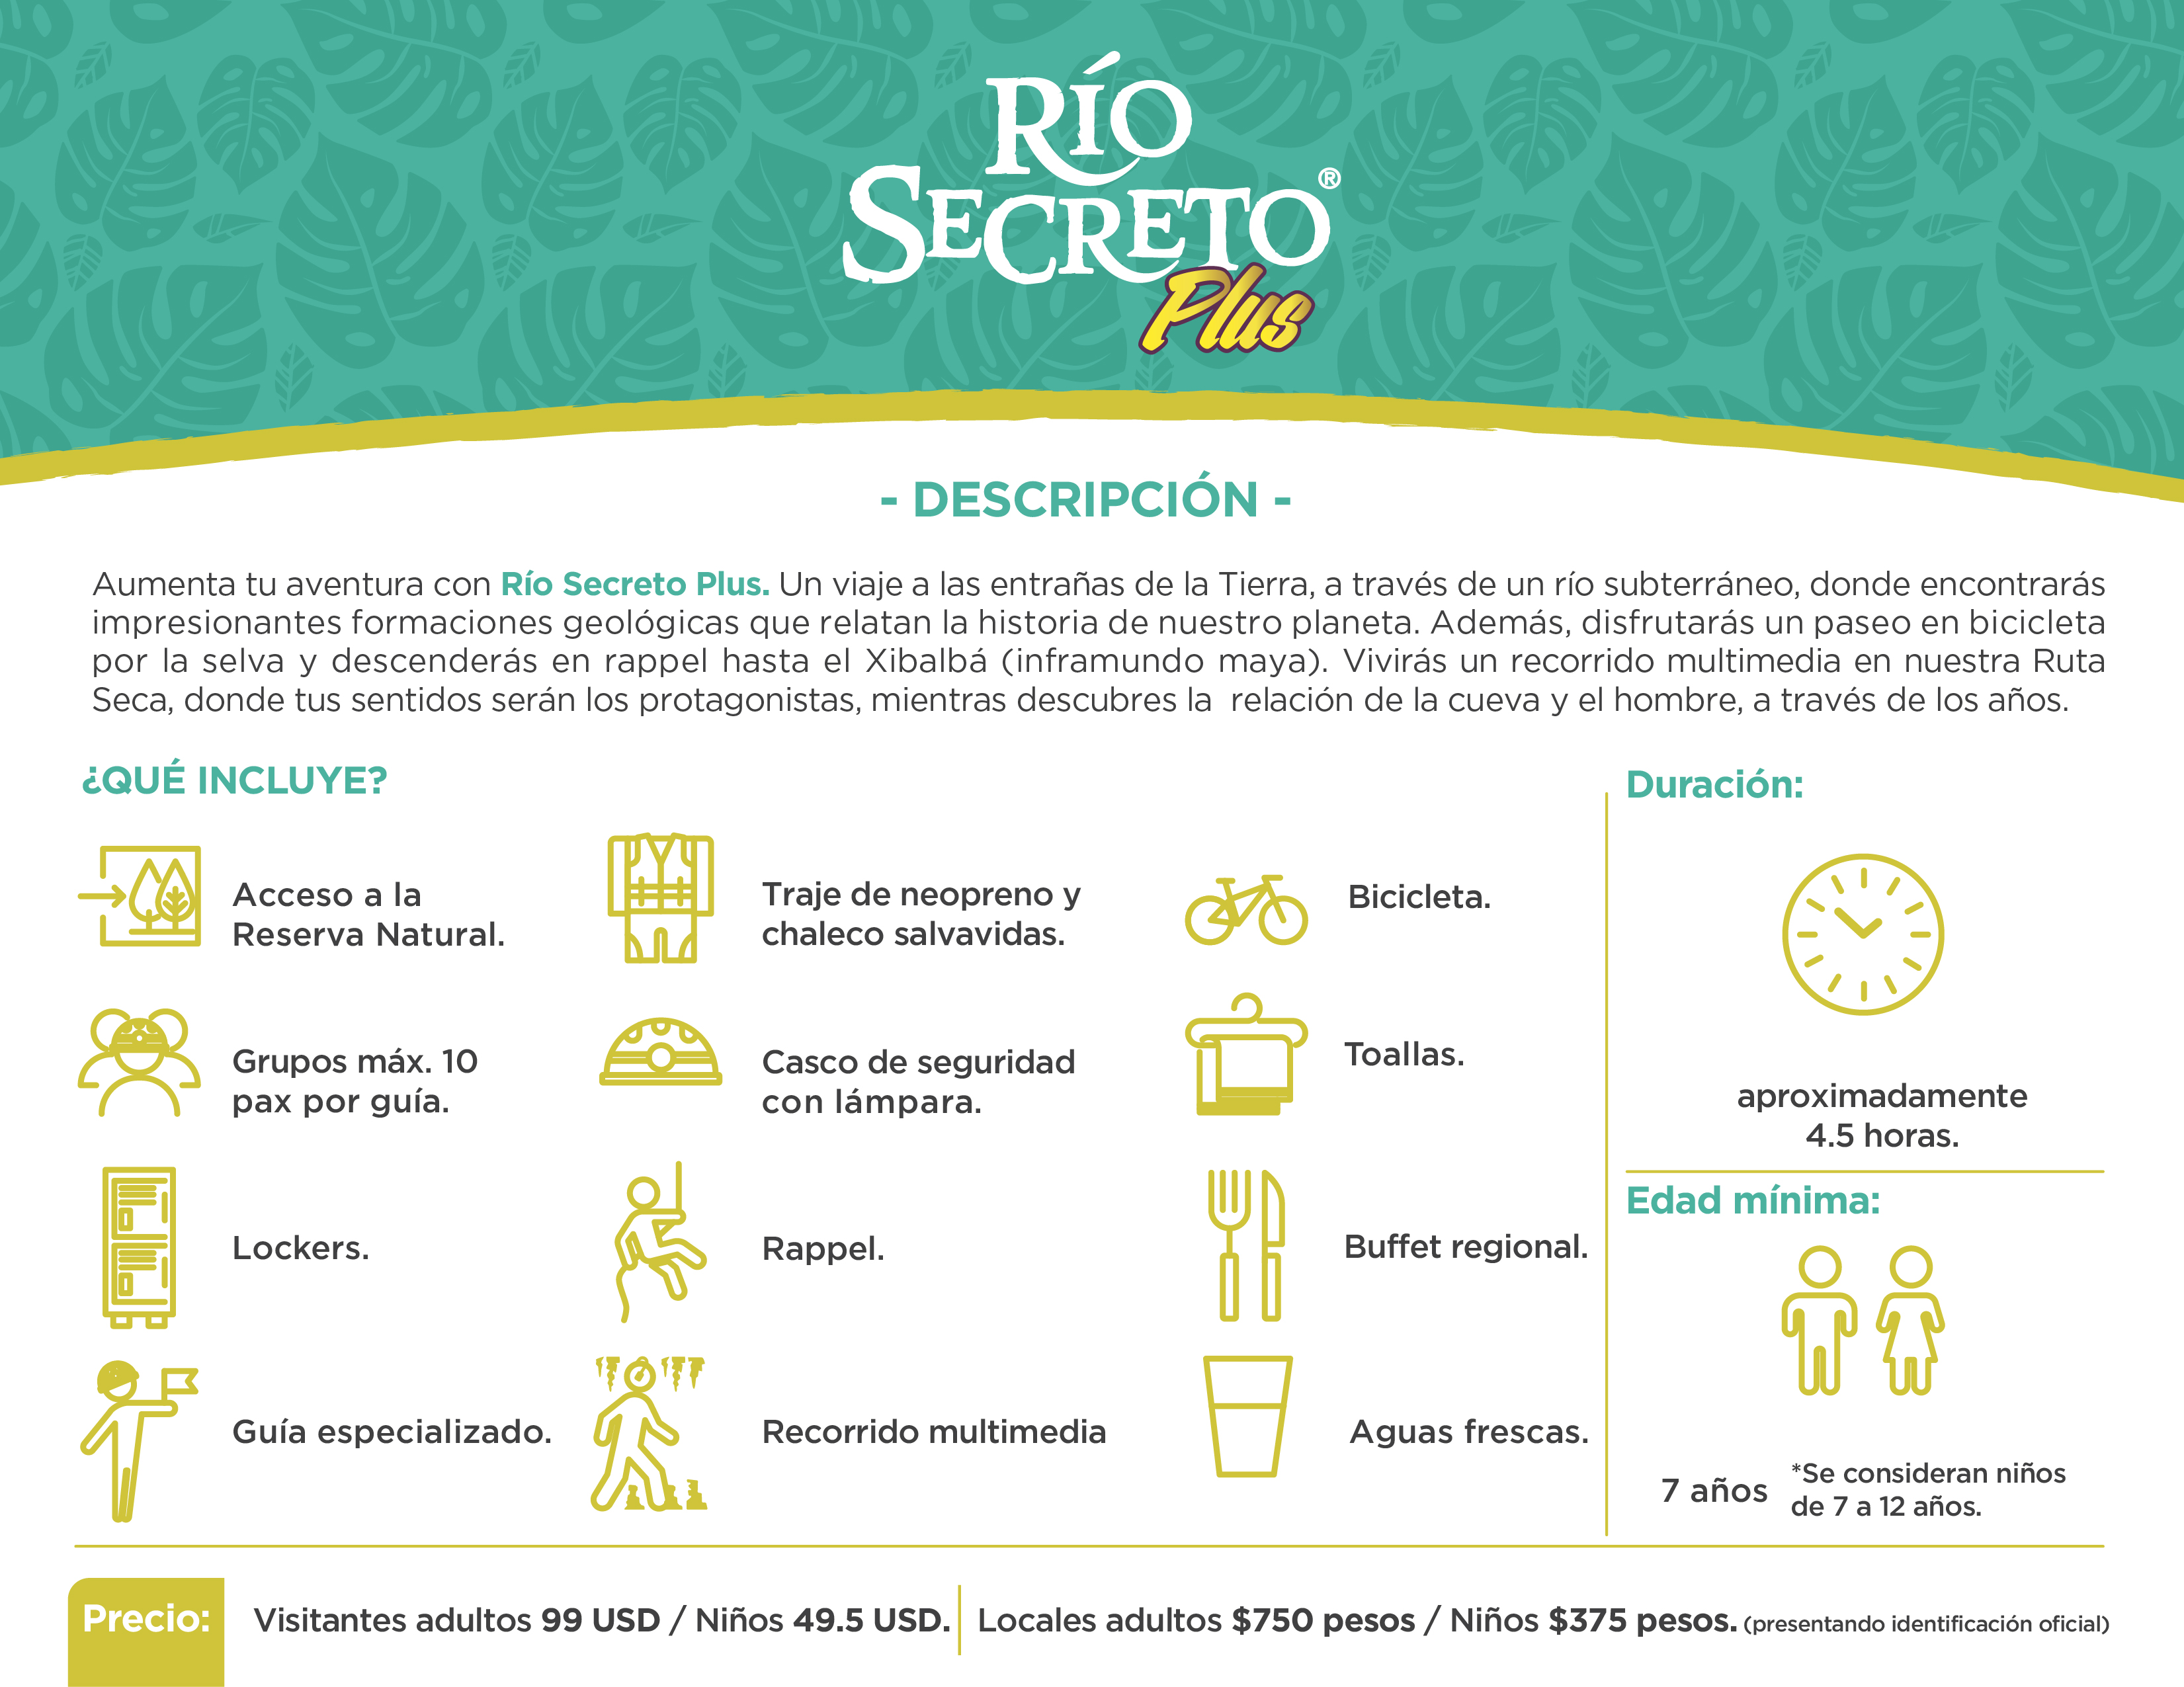 RÍO
SECRETO®
Plus
- DESCRIPCIÓN -
Aumenta tu aventura con Río Secreto Plus. Un viaje a las entrañas de la Tierra, a través de un río subterráneo, donde encontrarás
impresionantes formaciones geológicas que relatan la historia de nuestro planeta. Además, disfrutarás un paseo en bicicleta
por la selva y descenderás en rappel hasta el Xibalbá (inframundo maya). Vivirás un recorrido multimedia en nuestra Ruta
Seca, donde tus sentidos serán los protagonistas, mientras descubres la relación de la cueva y el hombre, a través de los años.
¿QUÉ INCLUYE?
Acceso a la
Reserva Natural.
Traje de neopreno y
chaleco salvavidas.
Bicicleta.
Grupos máx. 10
pax por guía.
Casco de seguridad
con lámpara.
Toallas.
Lockers.
Rappel.
Buffet regional.
Guía especializado.
Recorrido multimedia
Aguas frescas.
Duración:
aproximadamente
4.5 horas.
Edad mínima:
7 años
*Se consideran niños
de 7 a 12 años.
Precio:
Visitantes adultos 99 USD / Niños 49.5 USD.
Locales adultos $750 pesos / Niños $375 pesos. (presentando identificación oficial)